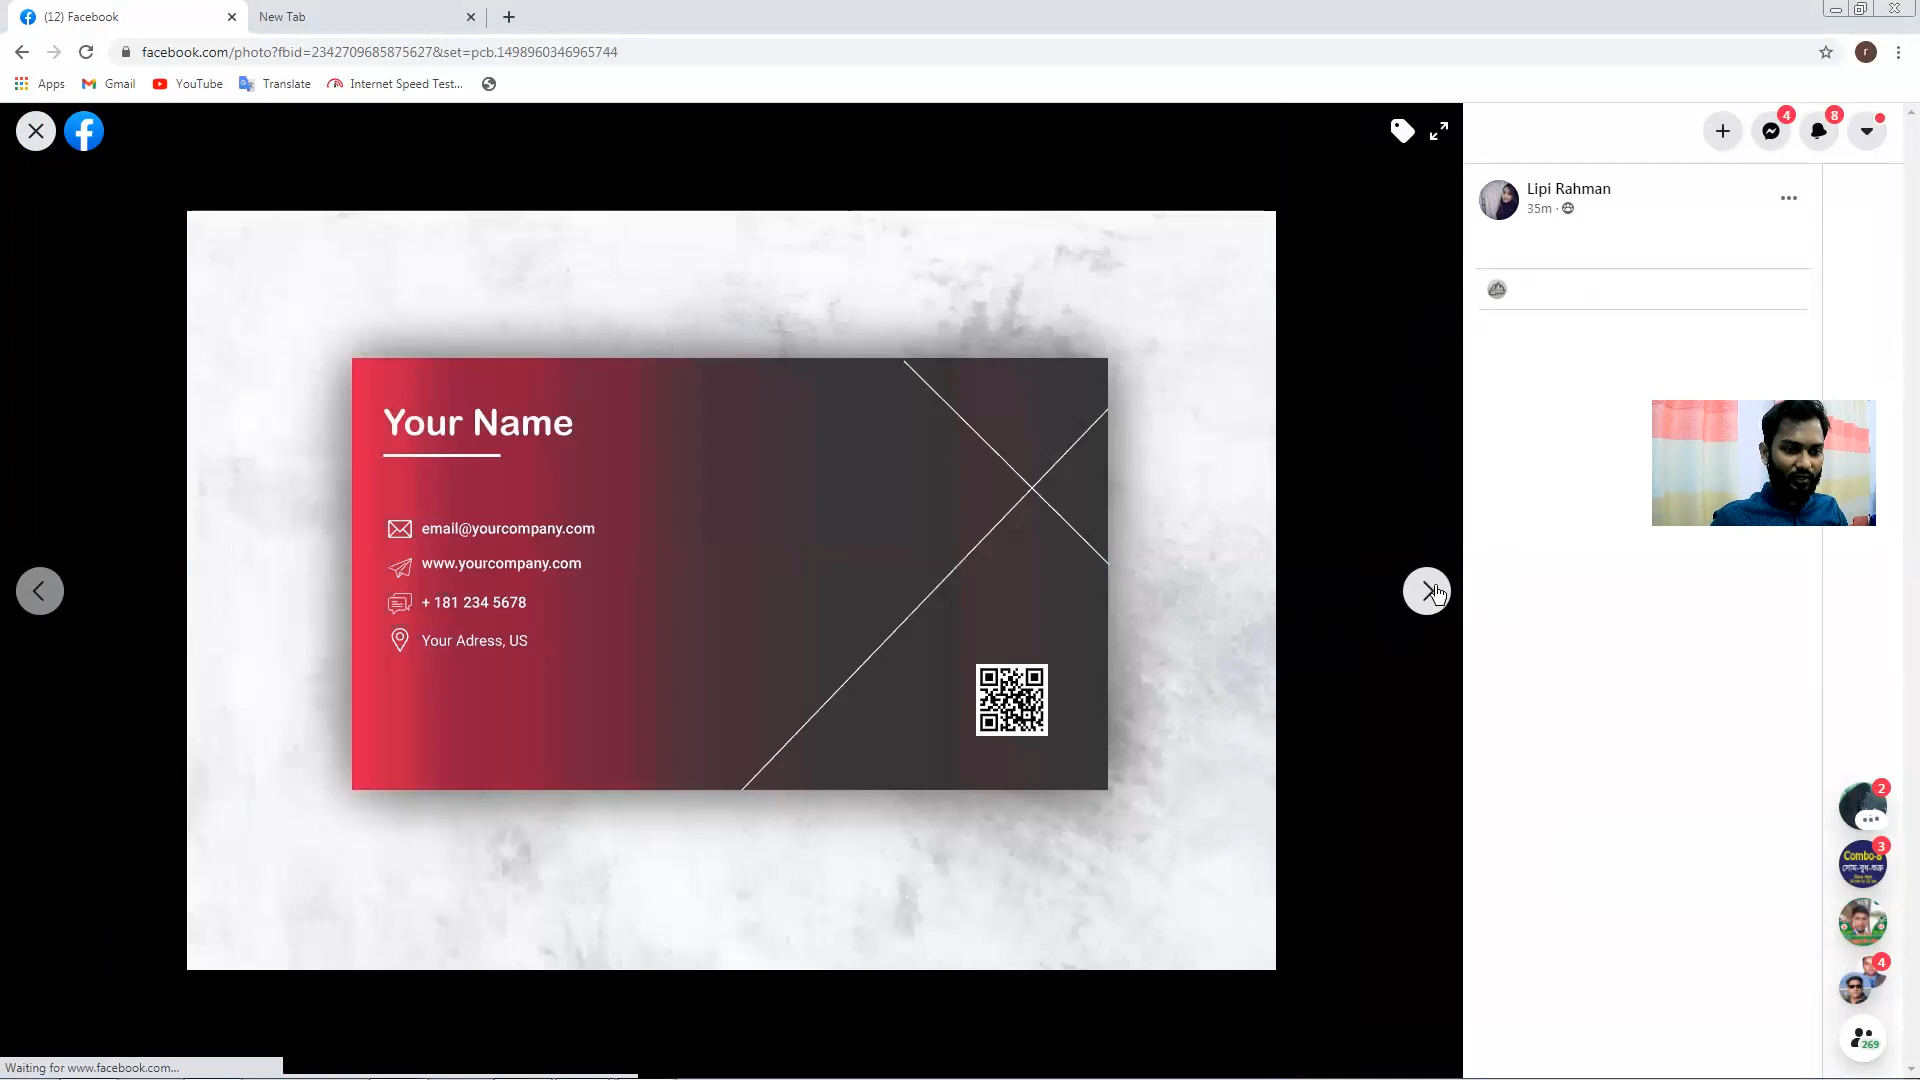 (12) Facebook
New Tab
facebook.com/photo?fbid=2342709685875627&set=pcb.1498960346965744
r
Apps
Gmail
YouTube
Translate
Internet Speed Test...
4
8
Lipi Rahman
35m ·
Your Name
email@yourcompany.com
www.yourcompany.com
+ 181 234 5678
Your Adress, US
2
3
Combo-8
4
269
Waiting for www.facebook.com...